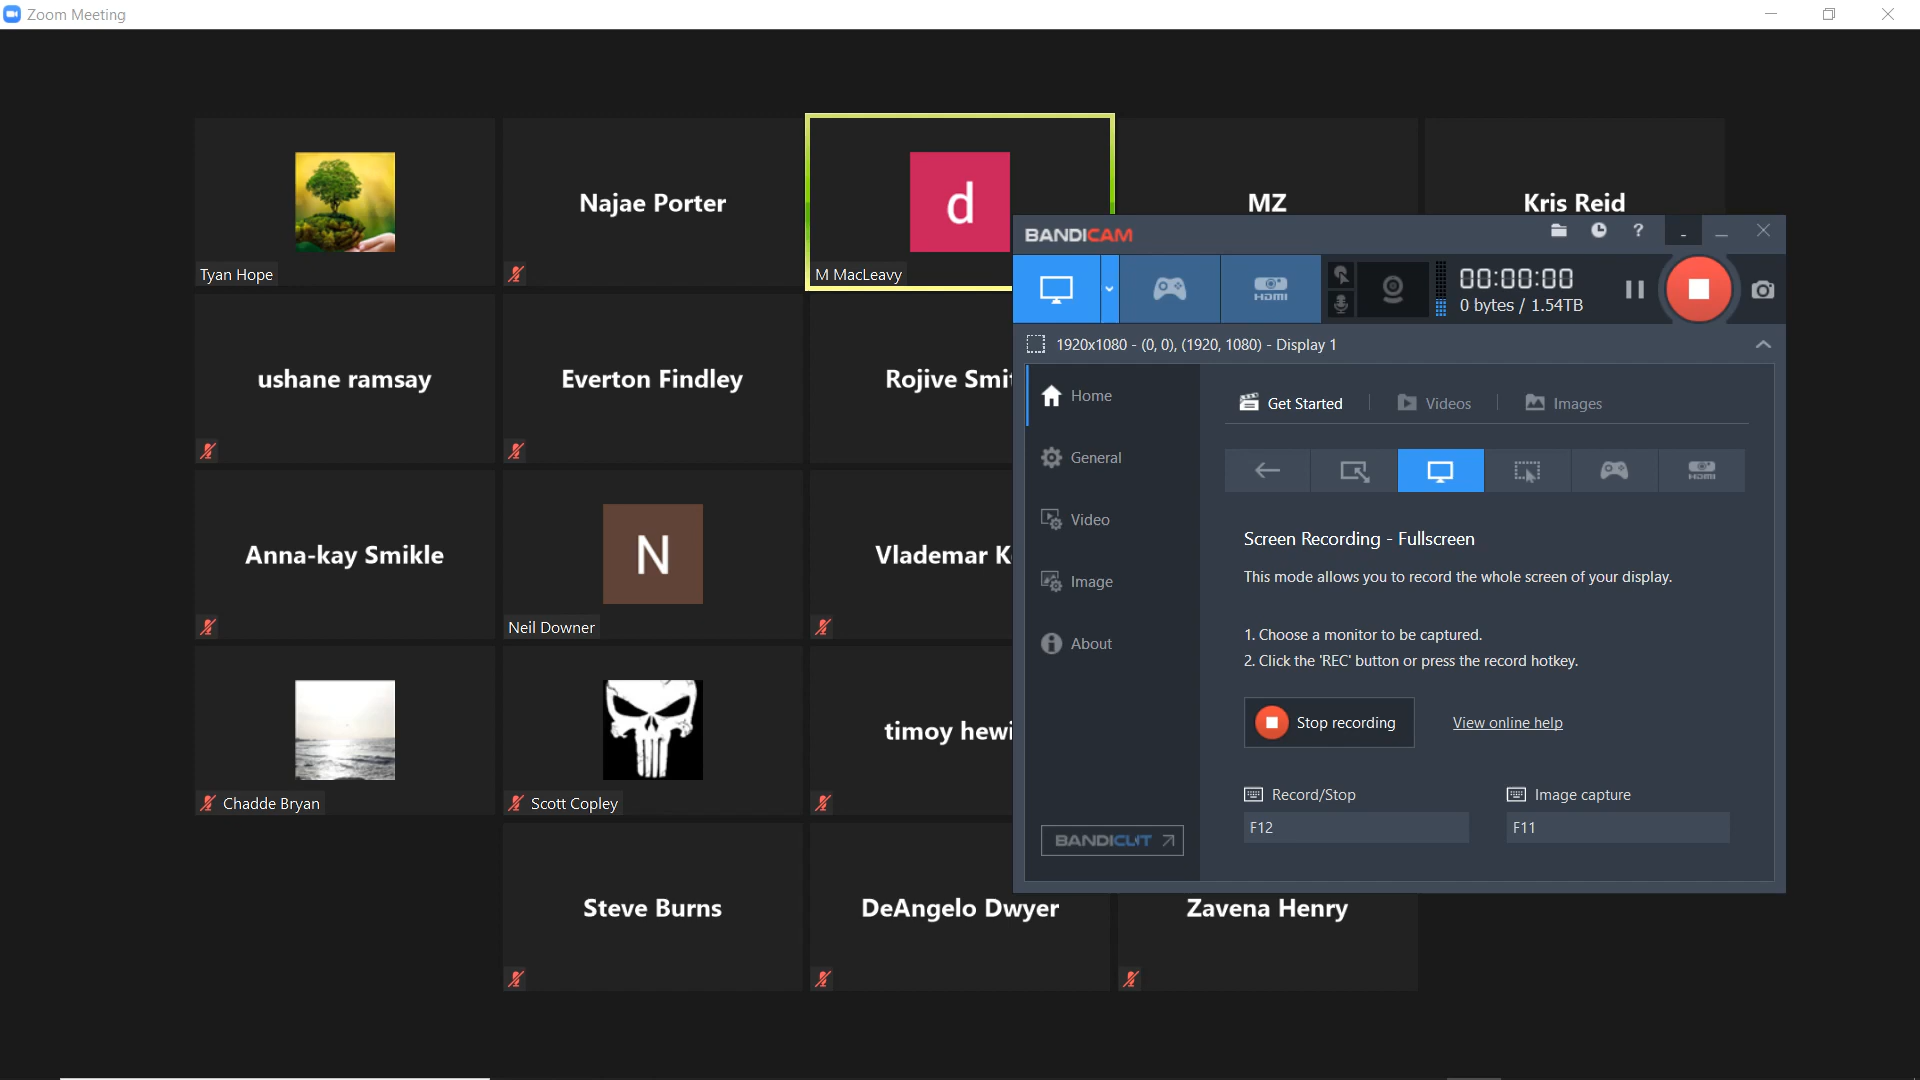 Zoom Meeting
Tyan Hope
Najae Porter
d
M MacLeavy
MZ
Kris Reid
ushane ramsay
Everton Findley
Rojive Smi
Anna-kay Smikle
N
Neil Downer
Vlademar K
Chadde Bryan
Scott Copley
timoy hewi
Steve Burns
DeAngelo Dwyer
Zavena Henry
BANDICAM
?
HDMI
00:00:00
0 bytes / 1.54TB
1920x1080 - (0, 0), (1920, 1080) - Display 1
Home
General
Video
Image
About
BANDICUT
Get Started
Videos
Images
HDMI
Screen Recording - Fullscreen
This mode allows you to record the whole screen of your display.
1. Choose a monitor to be captured.
2. Click the 'REC' button or press the record hotkey.
Stop recording
View online help
Record/Stop
Image capture
F12
F11